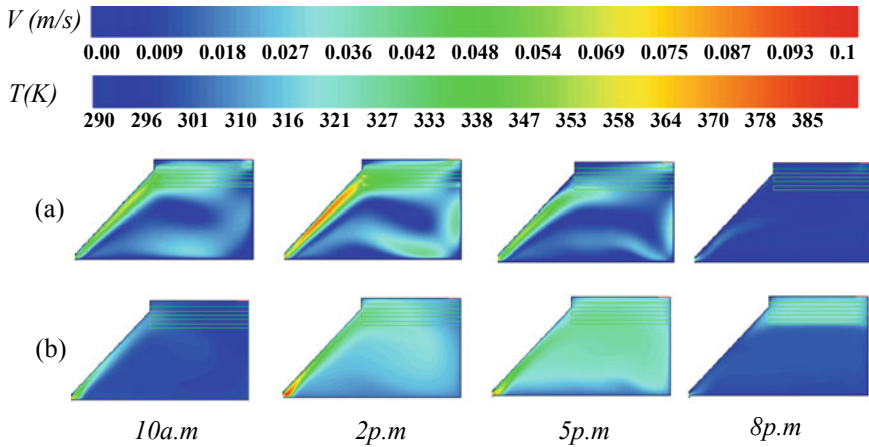 V (m/s)
0.00 0.009 0.018 0.027 0.036 0.042 0.048 0.054 0.069 0.075 0.087 0.093 0.1
T(K)
290 296 301 310 316 321 327 333 338 347 353 358 364 370 378 385
(a)
(b)
10a.m 2p.m 5p.m 8p.m